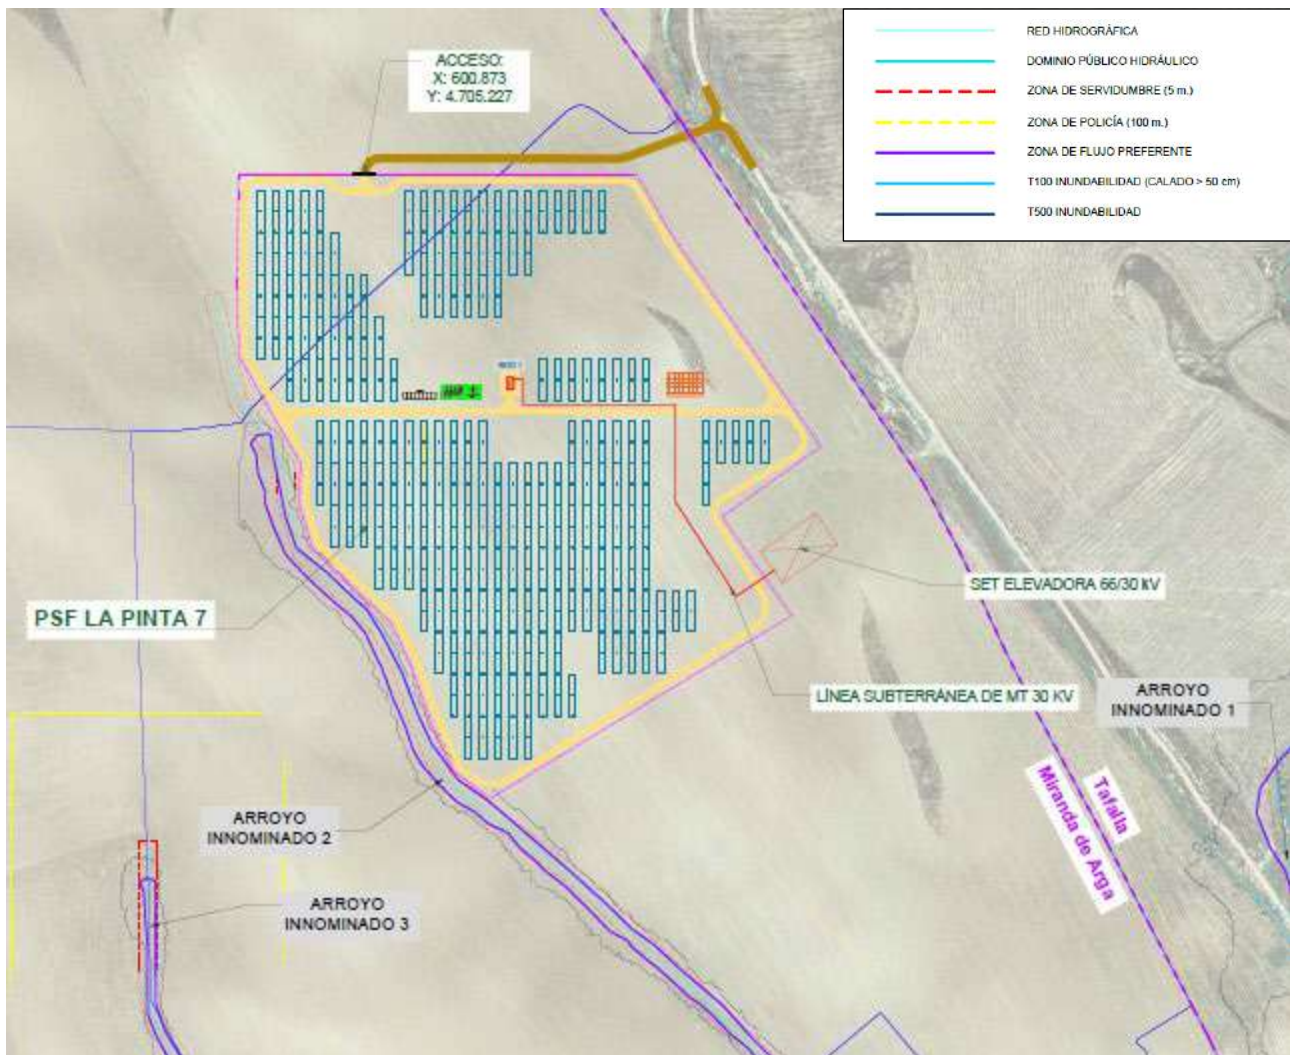 ACCESO:
X: 600.873
Y: 4.705.227
RED HIDROGRÁFICA
DOMINIO PÚBLICO HIDRÁULICO
ZONA DE SERVIDUMBRE (5 m.)
ZONA DE POLICÍA (100 m.)
ZONA DE FLUJO PREFERENTE
T100 INUNDABILIDAD (CALADO > 50 cm)
T500 INUNDABILIDAD
SET ELEVADORA 66/30 KV
PSF LA PINTA 7
LÍNEA SUBTERRÁNEA DE MT 30 KV
ARROYO
INNOMINADO 1
Tafalla
Miranda de Arga
ARROYO
INNOMINADO 2
ARROYO
INNOMINADO 3